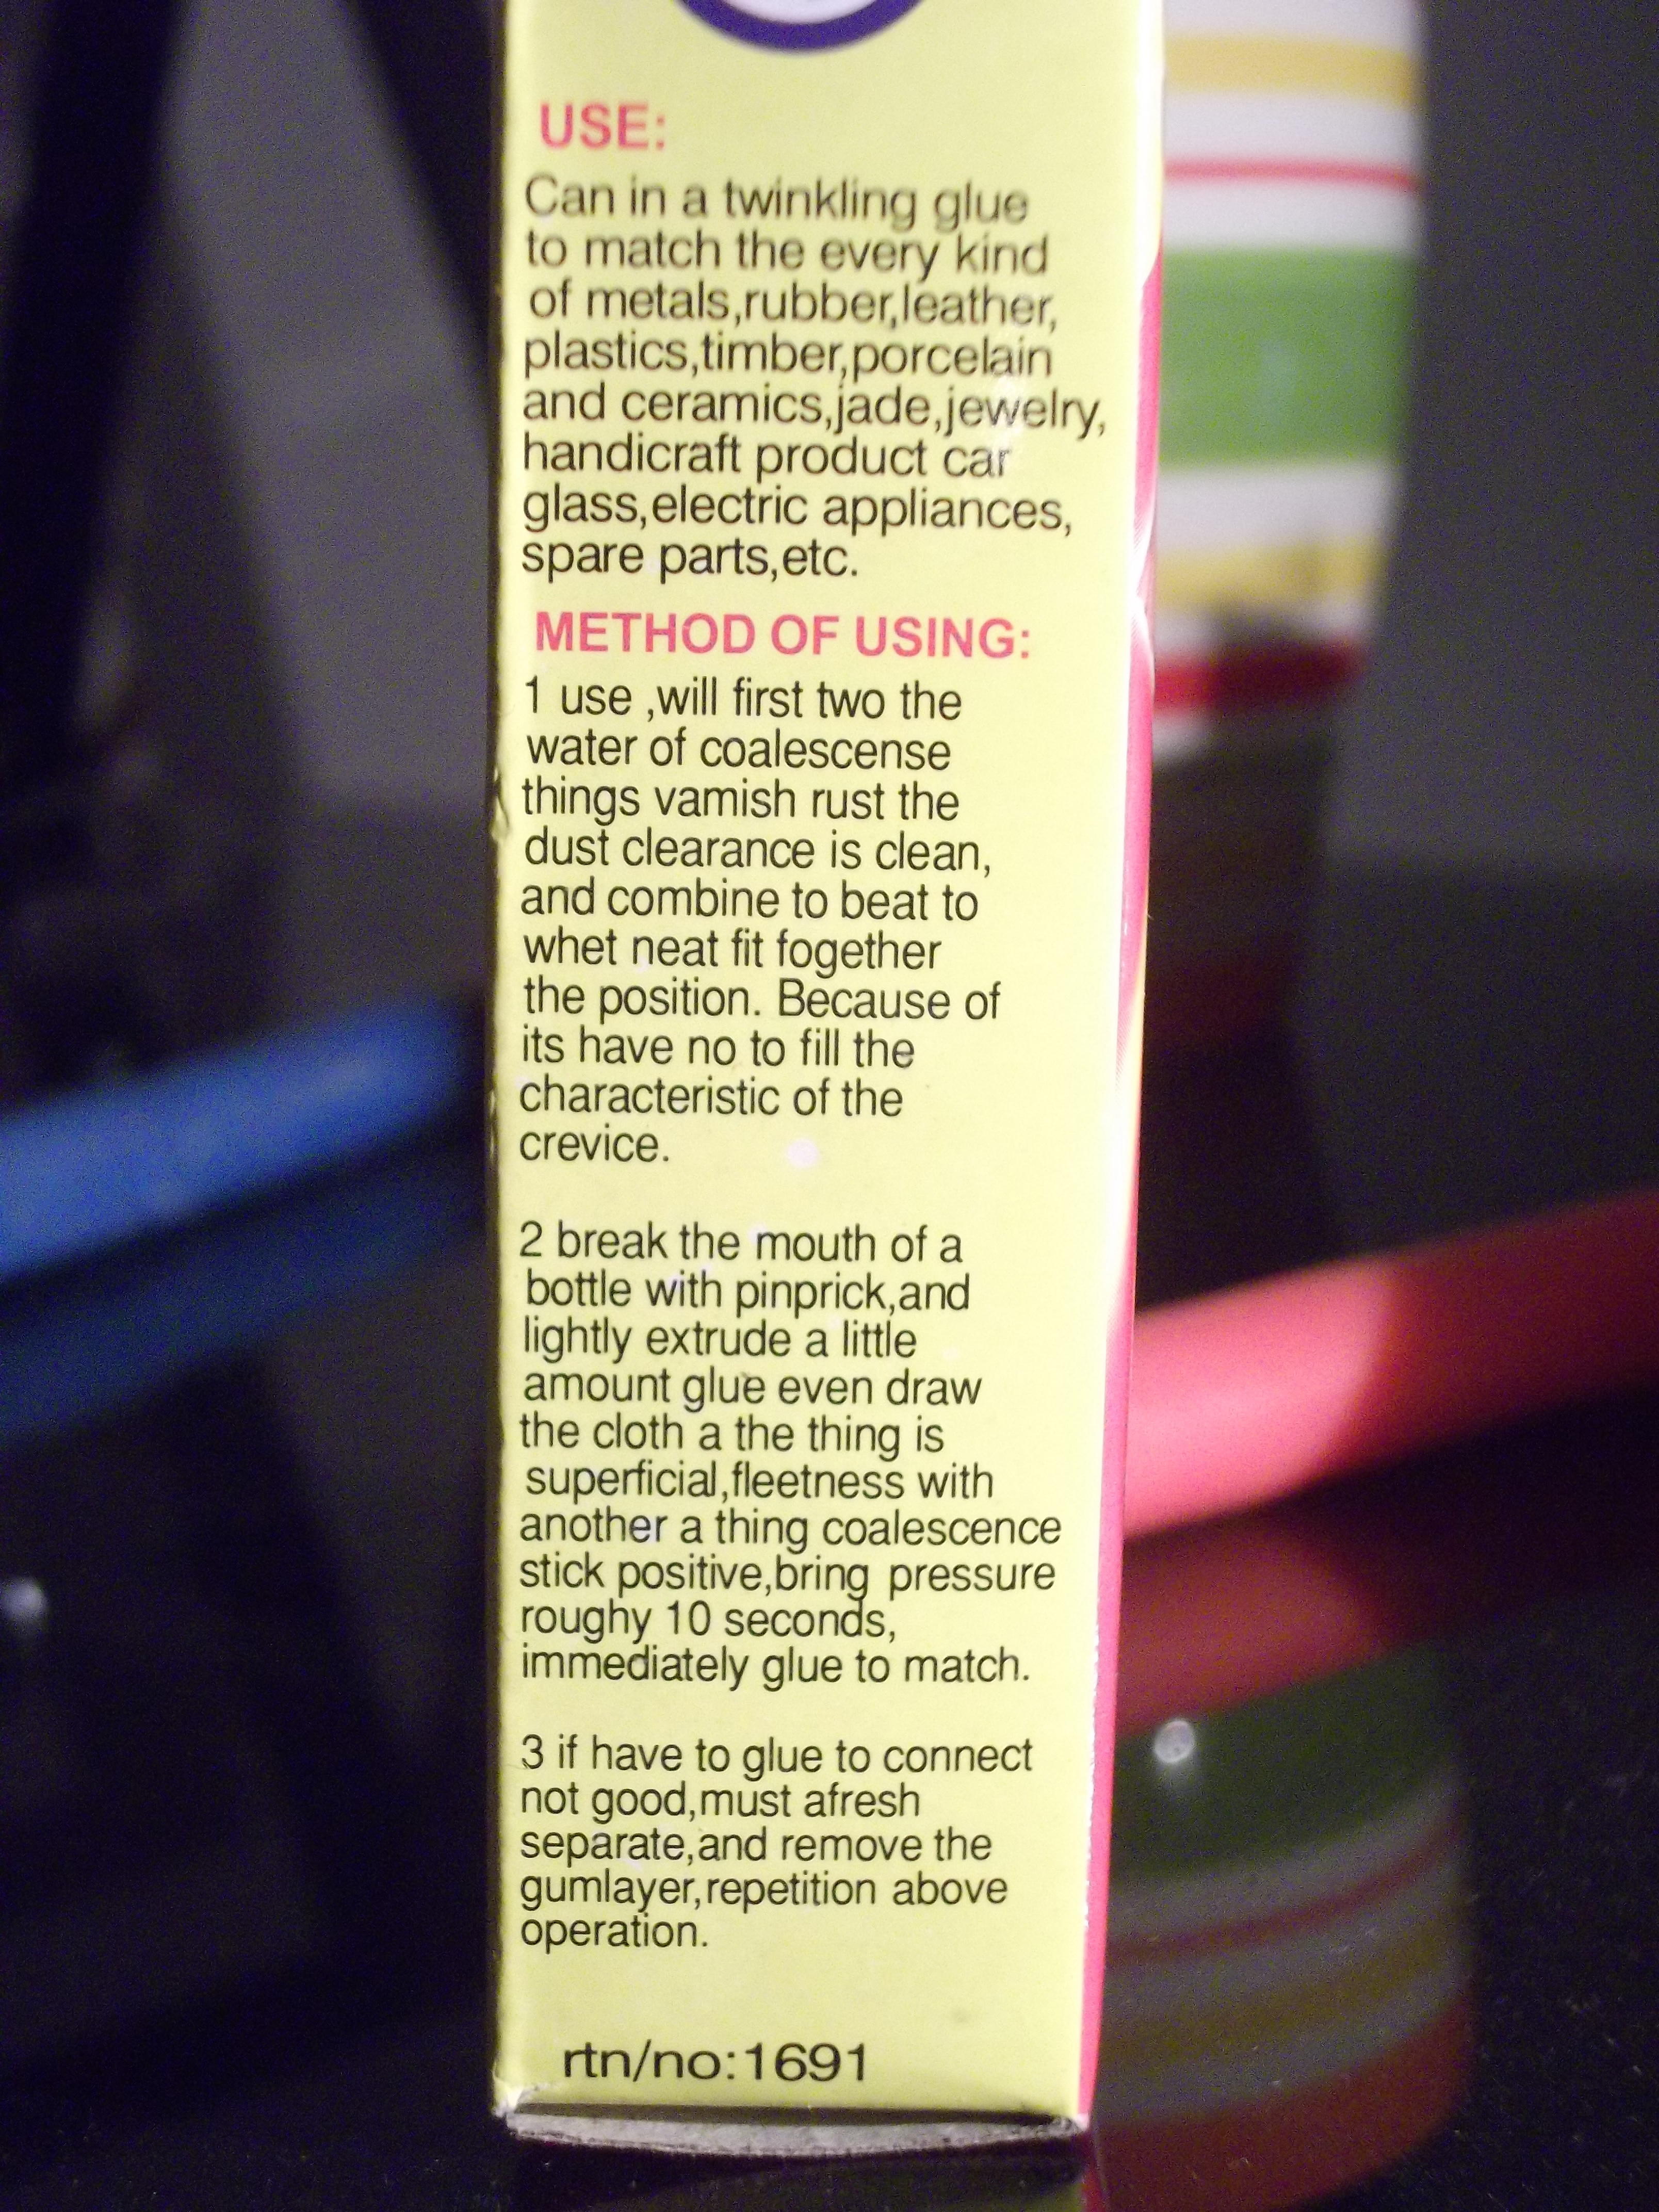 USE:
Can in a twinkling glue
to match the every kind
of metals,rubber,leather,
plastics,timber,porcelain
and ceramics,jade,jewelry,
handicraft product car
glass,electric appliances,
spare parts,etc.
METHOD OF USING:
1 use ,will first two the
water of coalescense
things vamish rust the
dust clearance is clean,
and combine to beat to
whet neat fit fogether
the position. Because of
its have no to fill the
characteristic of the
crevice.
2 break the mouth of a
bottle with pinprick,and
lightly extrude a little
amount glue even draw
the cloth a the thing is
superficial,fleetness with
another a thing coalescence
stick positive,bring pressure
roughy 10 seconds,
immediately glue to match.
3 if have to glue to connect
not good,must afresh
separate,and remove the
gumlayer,repetition above
operation.
rtn/no:1691